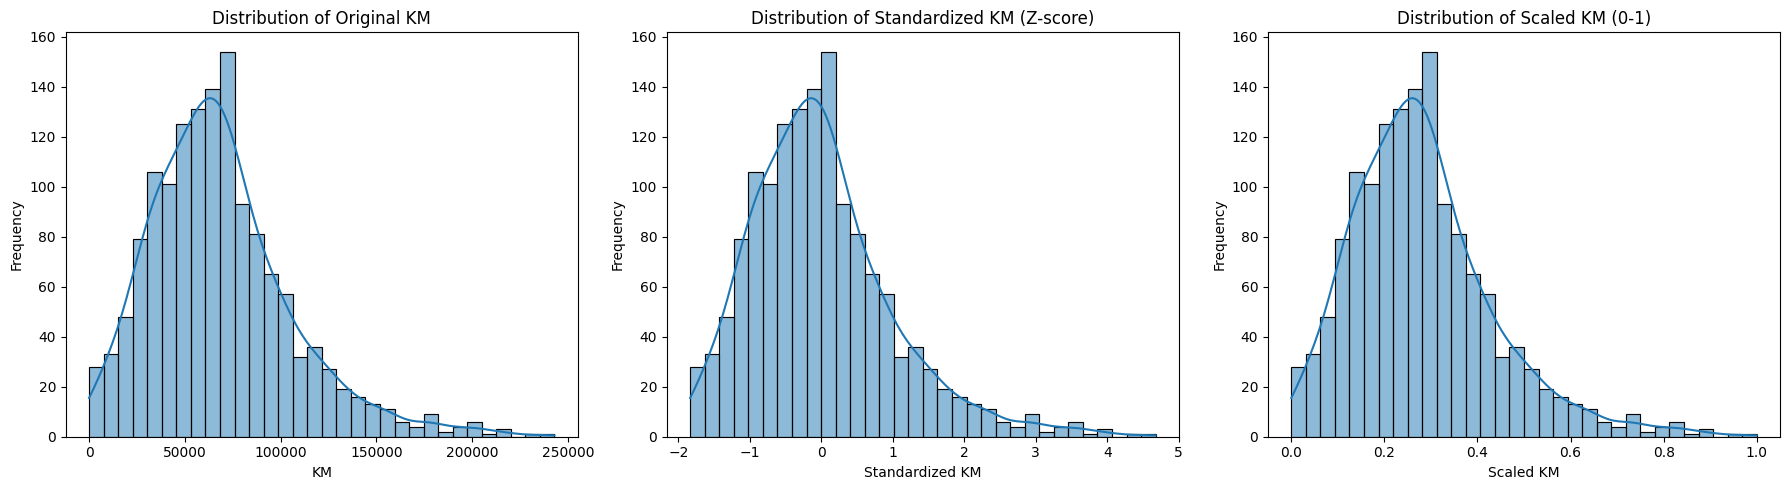 Distribution of Original KM
160
140
120
100
80
60
40
20
0
Frequency
0 50000 100000 150000 200000 250000
KM
Distribution of Standardized KM (Z-score)
160
140
120
100
80
60
40
20
0
Frequency
−2 −1 0 1 2 3 4 5
Standardized KM
Distribution of Scaled KM (0-1)
160
140
120
100
80
60
40
20
0
Frequency
0.0 0.2 0.4 0.6 0.8 1.0
Scaled KM